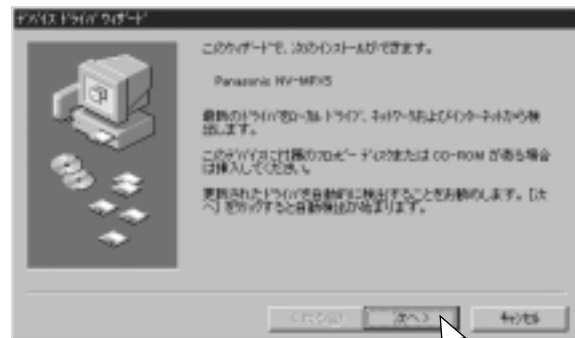 デバイス ドライバ ウィザード
このウィザードで、次のインストールができます。
Panasonic NV-MPX5
最新のドライバをローカル ドライブ、ネットワークおよびインターネットから検
出します。
このデバイスに付属のフロッピー ディスクまたは CD-ROM がある場合
は挿入してください。
更新されたドライバを自動的に検出することをお勧めします。[次
へ] をクリックすると自動検出が始まります。
< 戻る(B)
次へ >
キャンセル